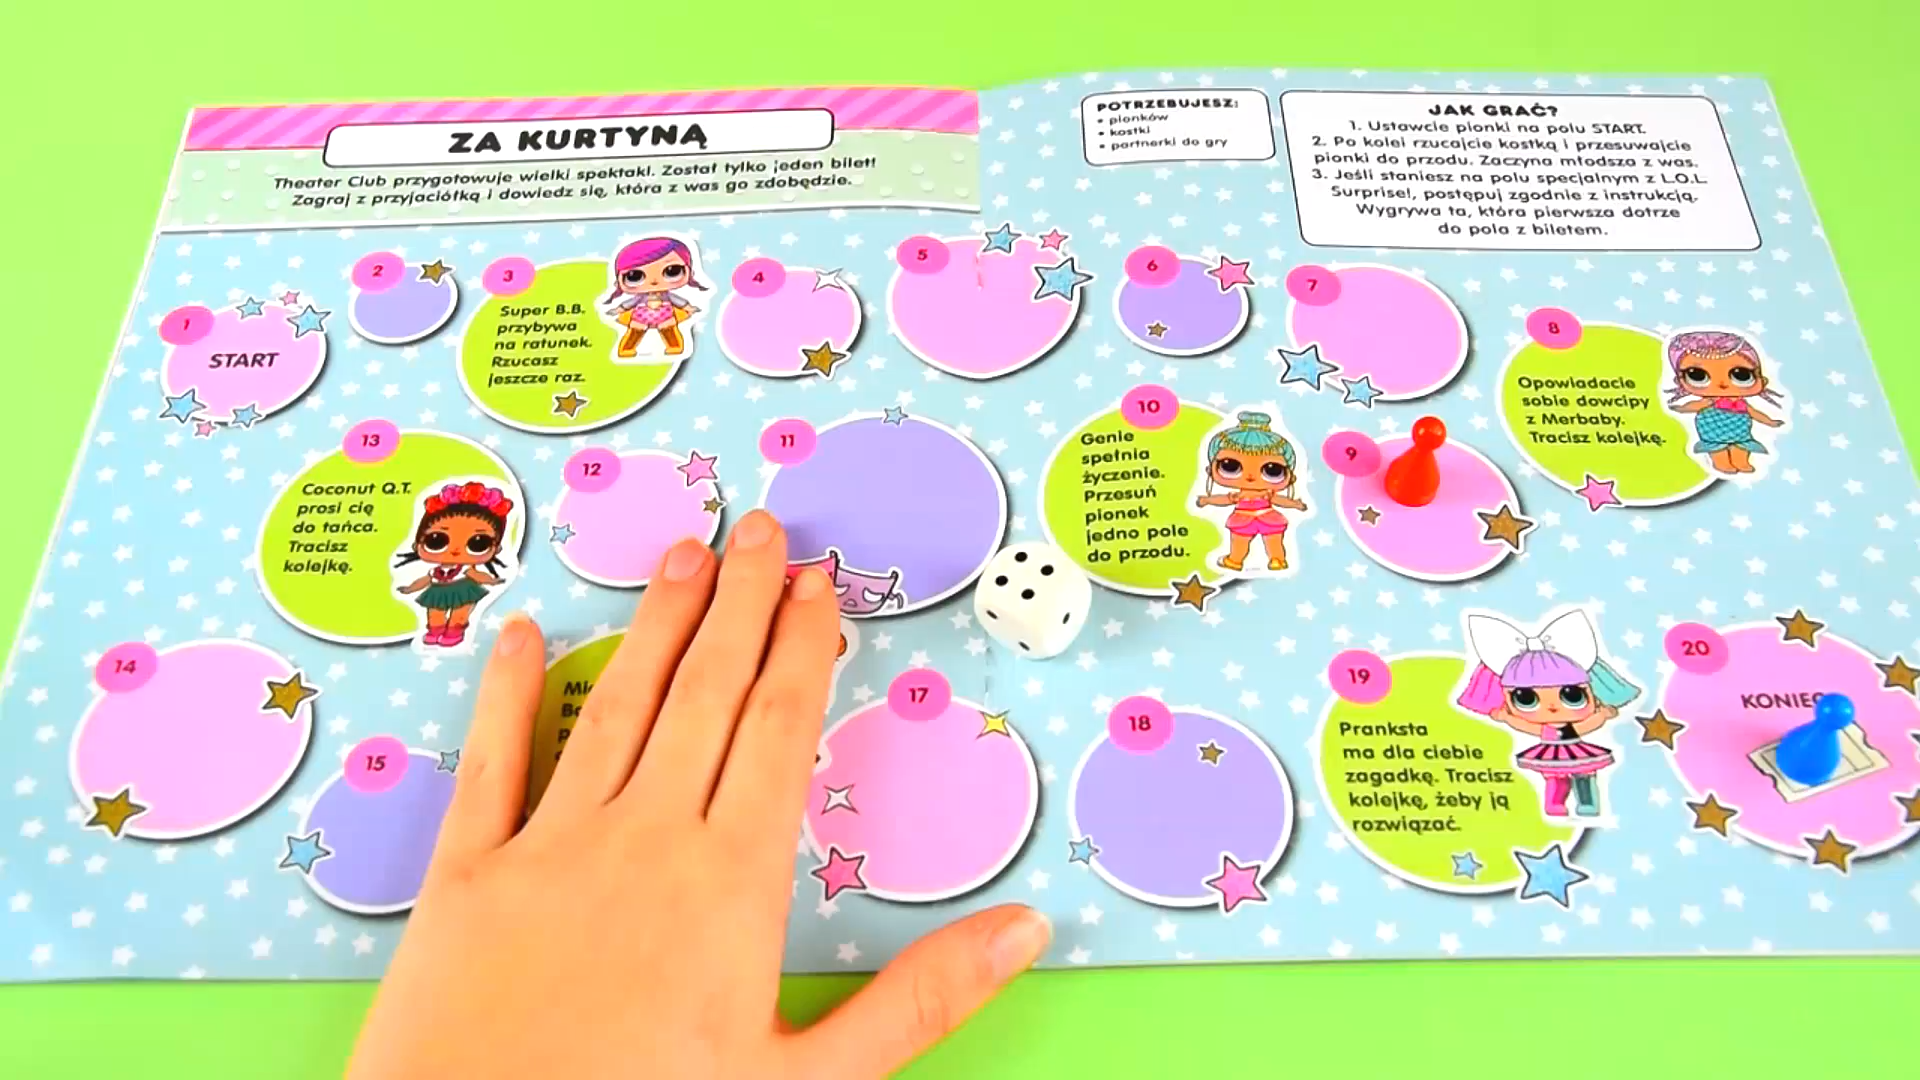 ZA KURTYNĄ
Theater Club przygotowuje wielki spektakl. Został tylko jeden bilet!
Zagraj z przyjaciółką i dowiedz się, która z was go zdobędzie.
POTRZEBUJESZ:
• pionków
• kostki
• partnerki do gry
JAK GRAĆ?
1. Ustawcie pionki na polu START.
2. Po kolei rzucajcie kostką i przesuwajcie
pionki do przodu. Zaczyna młodsza z was.
3. Jeśli staniesz na polu specjalnym z L.O.L.
Surprise!, postępuj zgodnie z instrukcją.
Wygrywa ta, która pierwsza dotrze
do pola z biletem.
1
START
2
3
Super B.B.
przybywa
na ratunek.
Rzucasz
jeszcze raz.
4
5
6
7
8
Opowiadacie
sobie dowcipy
z Merbaby.
Tracisz kolejkę.
9
10
Genie
spełnia
życzenie.
Przesuń
pionek
jedno pole
do przodu.
11
12
13
Coconut Q.T.
prosi cię
do tańca.
Tracisz
kolejkę.
14
15
17
18
19
Pranksta
ma dla ciebie
zagadkę. Tracisz
kolejkę, żeby ją
rozwiązać.
20
KONIEC